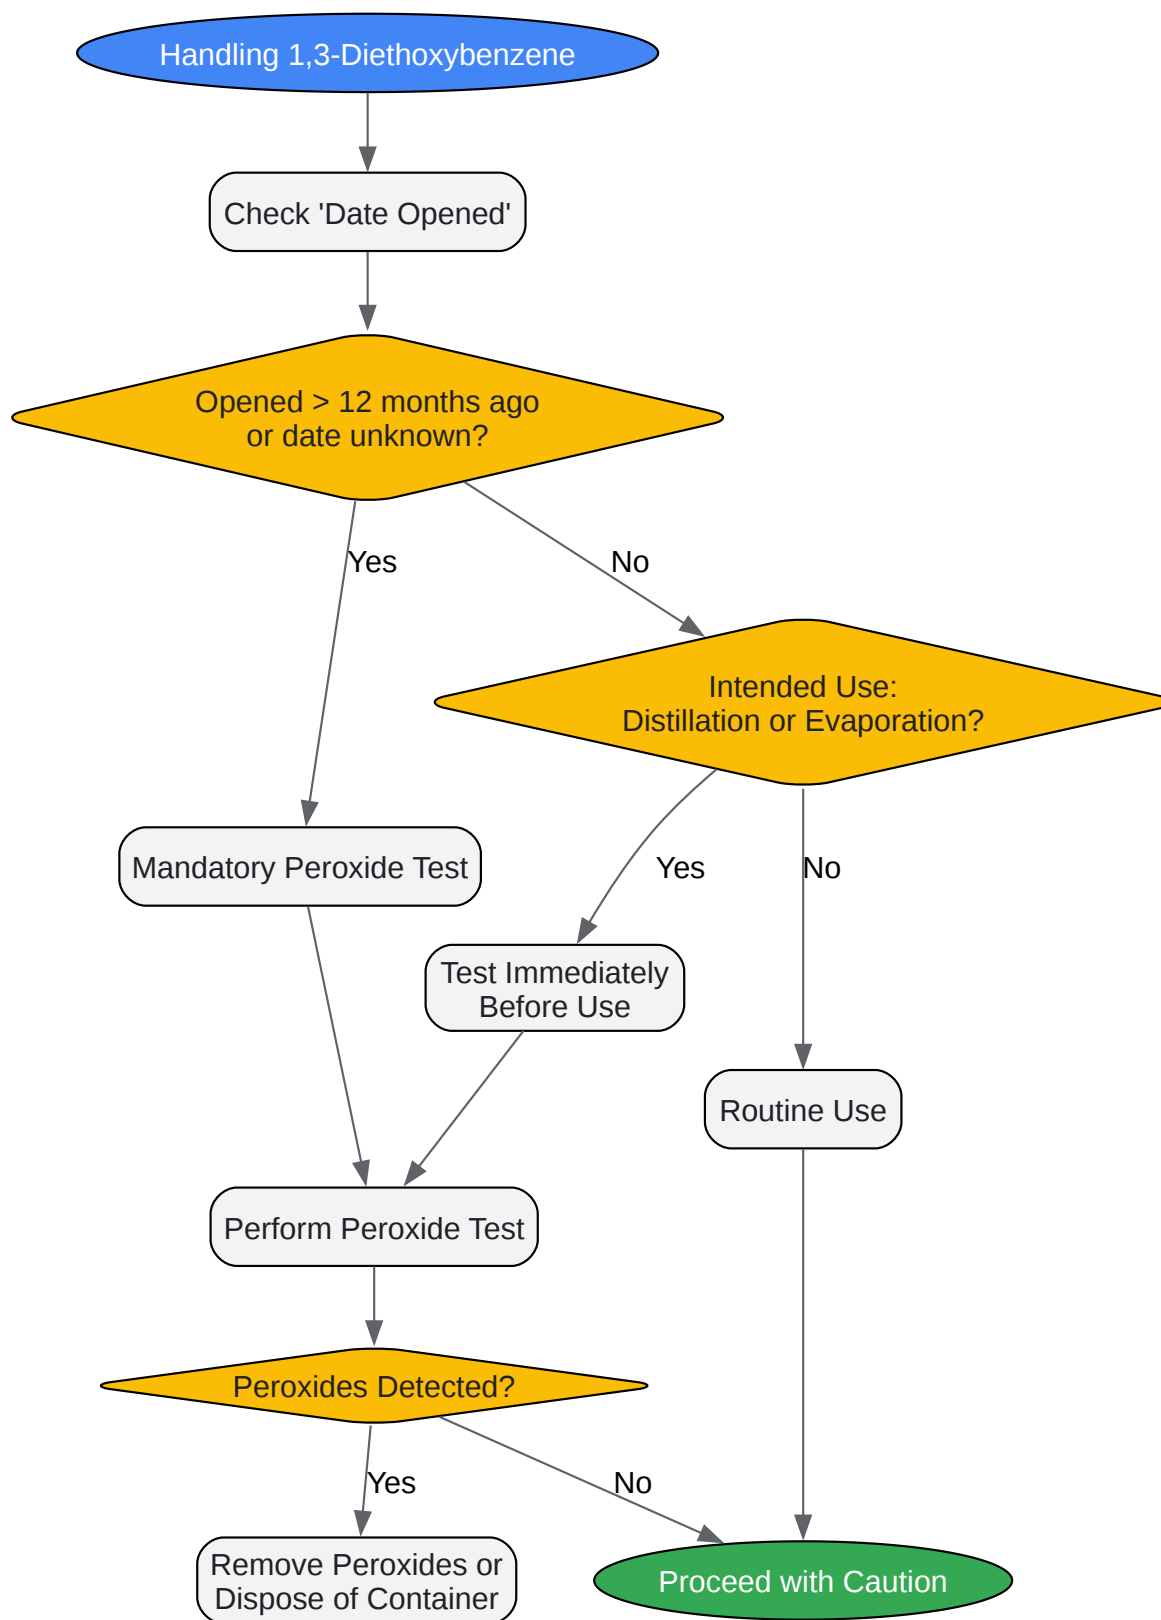 Handling 1,3-Diethoxybenzene
Check 'Date Opened'
Opened > 12 months ago
or date unknown?
Yes
No
Intended Use:
Distillation or Evaporation?
Mandatory Peroxide Test
Yes
No
Test Immediately
Before Use
Routine Use
Perform Peroxide Test
Peroxides Detected?
Yes
No
Remove Peroxides or
Dispose of Container
Proceed with Caution